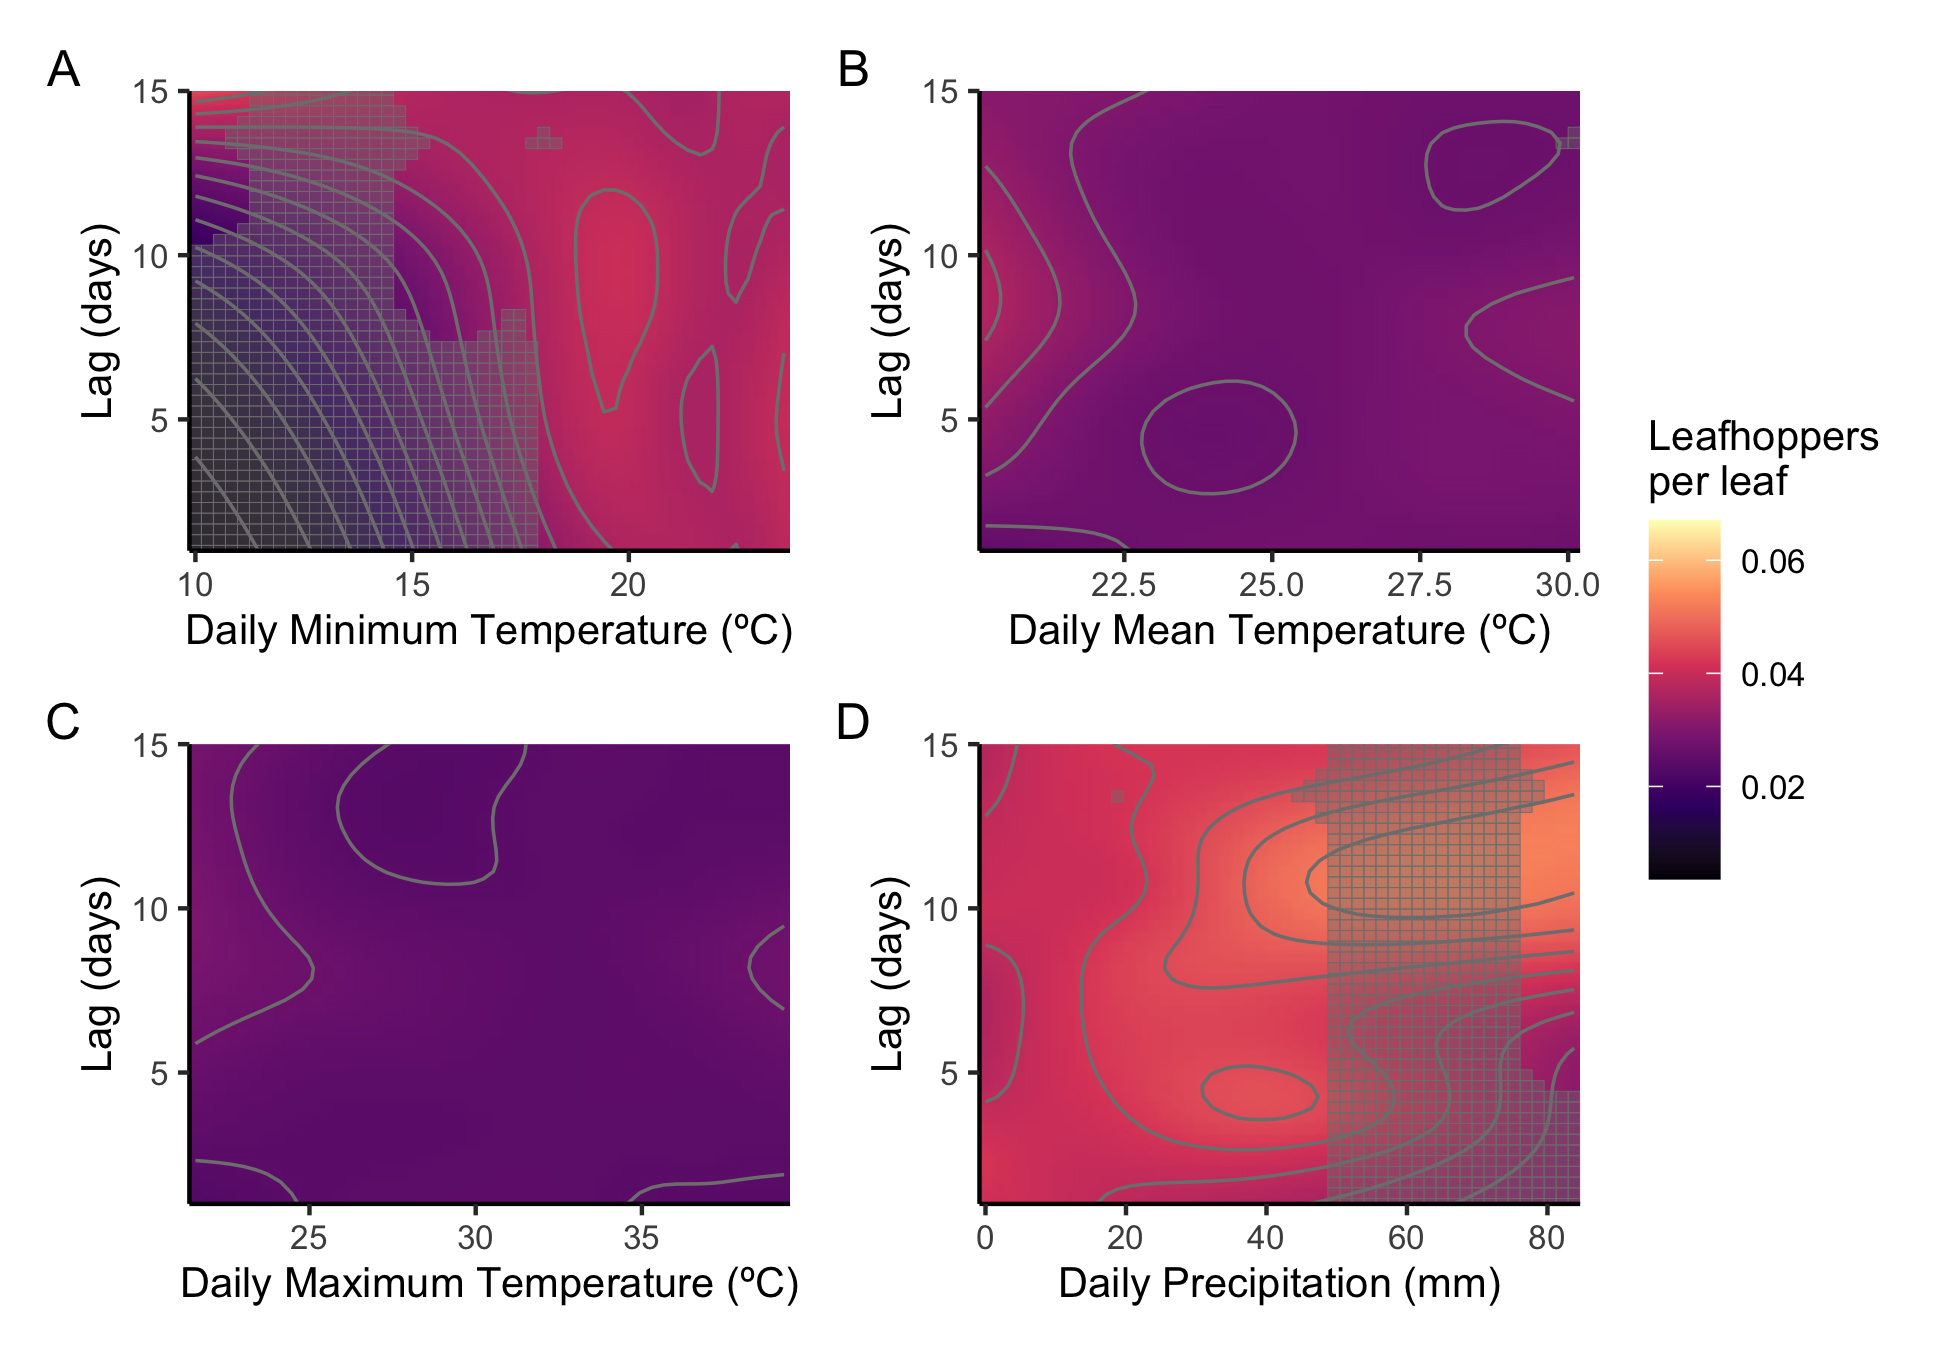 A
15
10
5
Lag (days)
10 15 20
Daily Minimum Temperature (ºC)
B
15
10
5
Lag (days)
22.5 25.0 27.5 30.0
Daily Mean Temperature (ºC)
C
15
10
5
Lag (days)
25 30 35
Daily Maximum Temperature (ºC)
D
15
10
5
Lag (days)
0 20 40 60 80
Daily Precipitation (mm)
Leafhoppers
per leaf
0.06
0.04
0.02